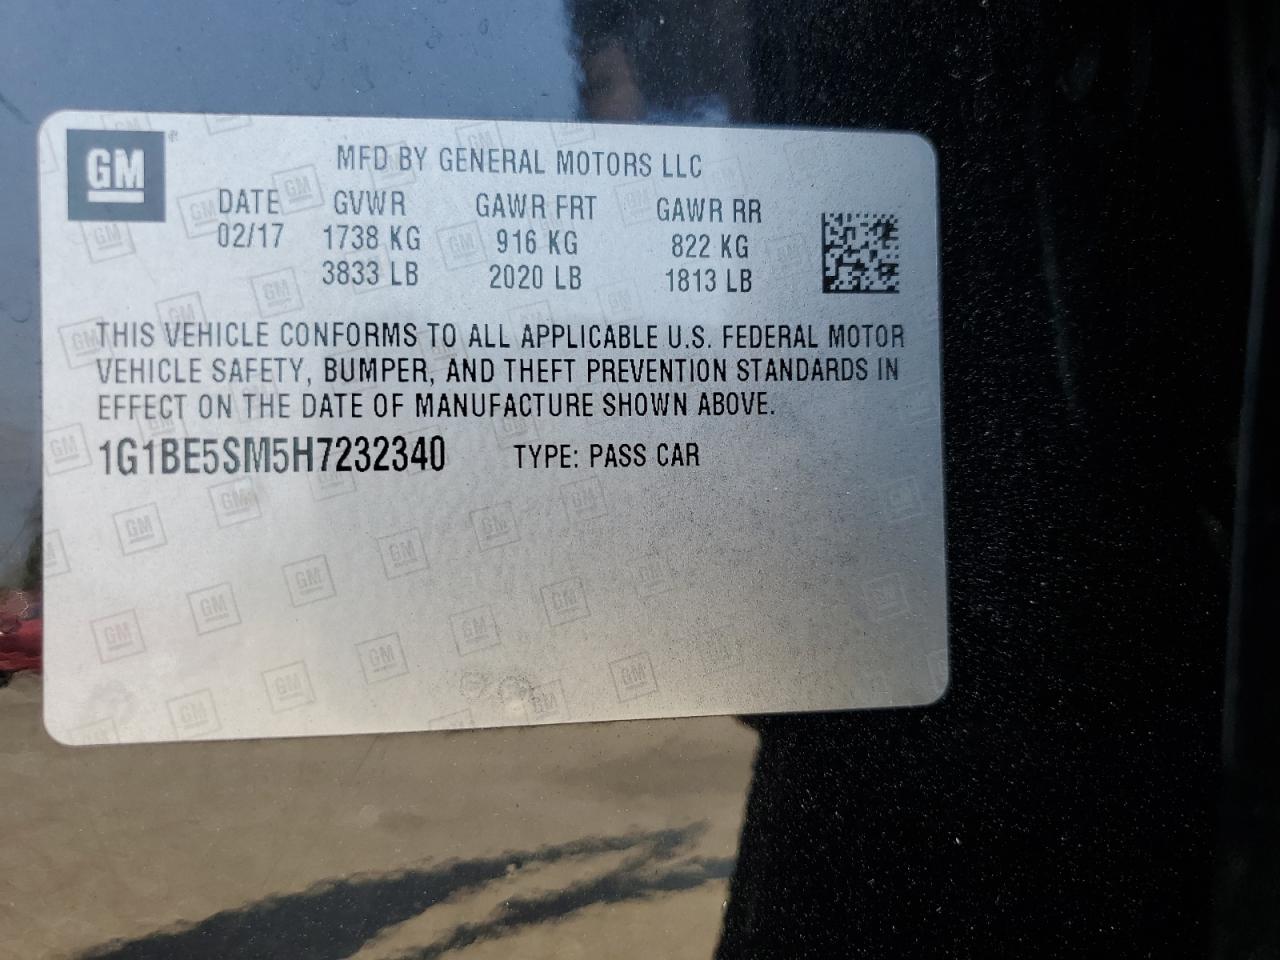 GM
MFD BY GENERAL MOTORS LLC
DATE GVWR GAWR FRT GAWR RR
02/17 1738 KG 916 KG 822 KG
3833 LB 2020 LB 1813 LB
THIS VEHICLE CONFORMS TO ALL APPLICABLE U.S. FEDERAL MOTOR
VEHICLE SAFETY, BUMPER, AND THEFT PREVENTION STANDARDS IN
EFFECT ON THE DATE OF MANUFACTURE SHOWN ABOVE.
1G1BE5SM5H7232340 TYPE: PASS CAR